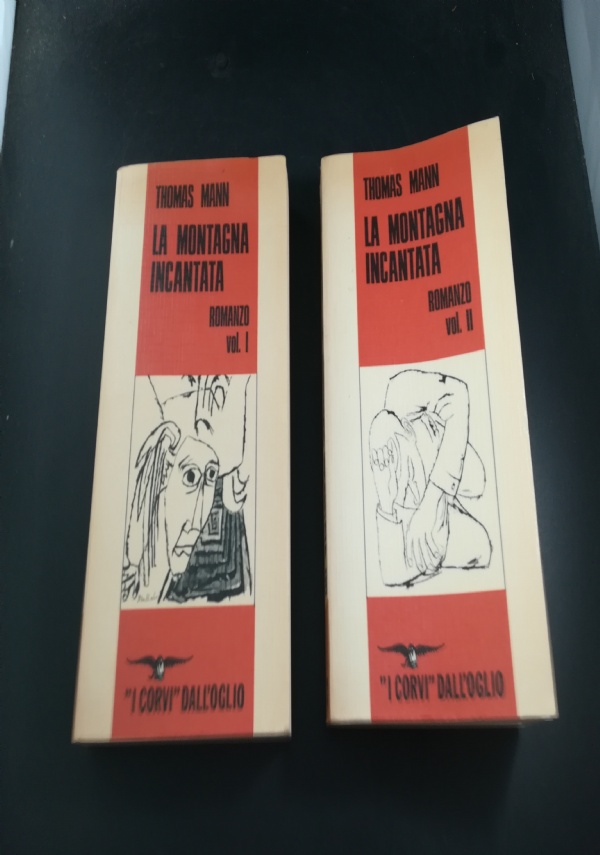 THOMAS MANN
LA MONTAGNA
INCANTATA
ROMANZO
vol. I
"I CORVI" DALL'OGLIO
THOMAS MANN
LA MONTAGNA
INCANTATA
ROMANZO
vol. II
"I CORVI" DALL'OGLIO